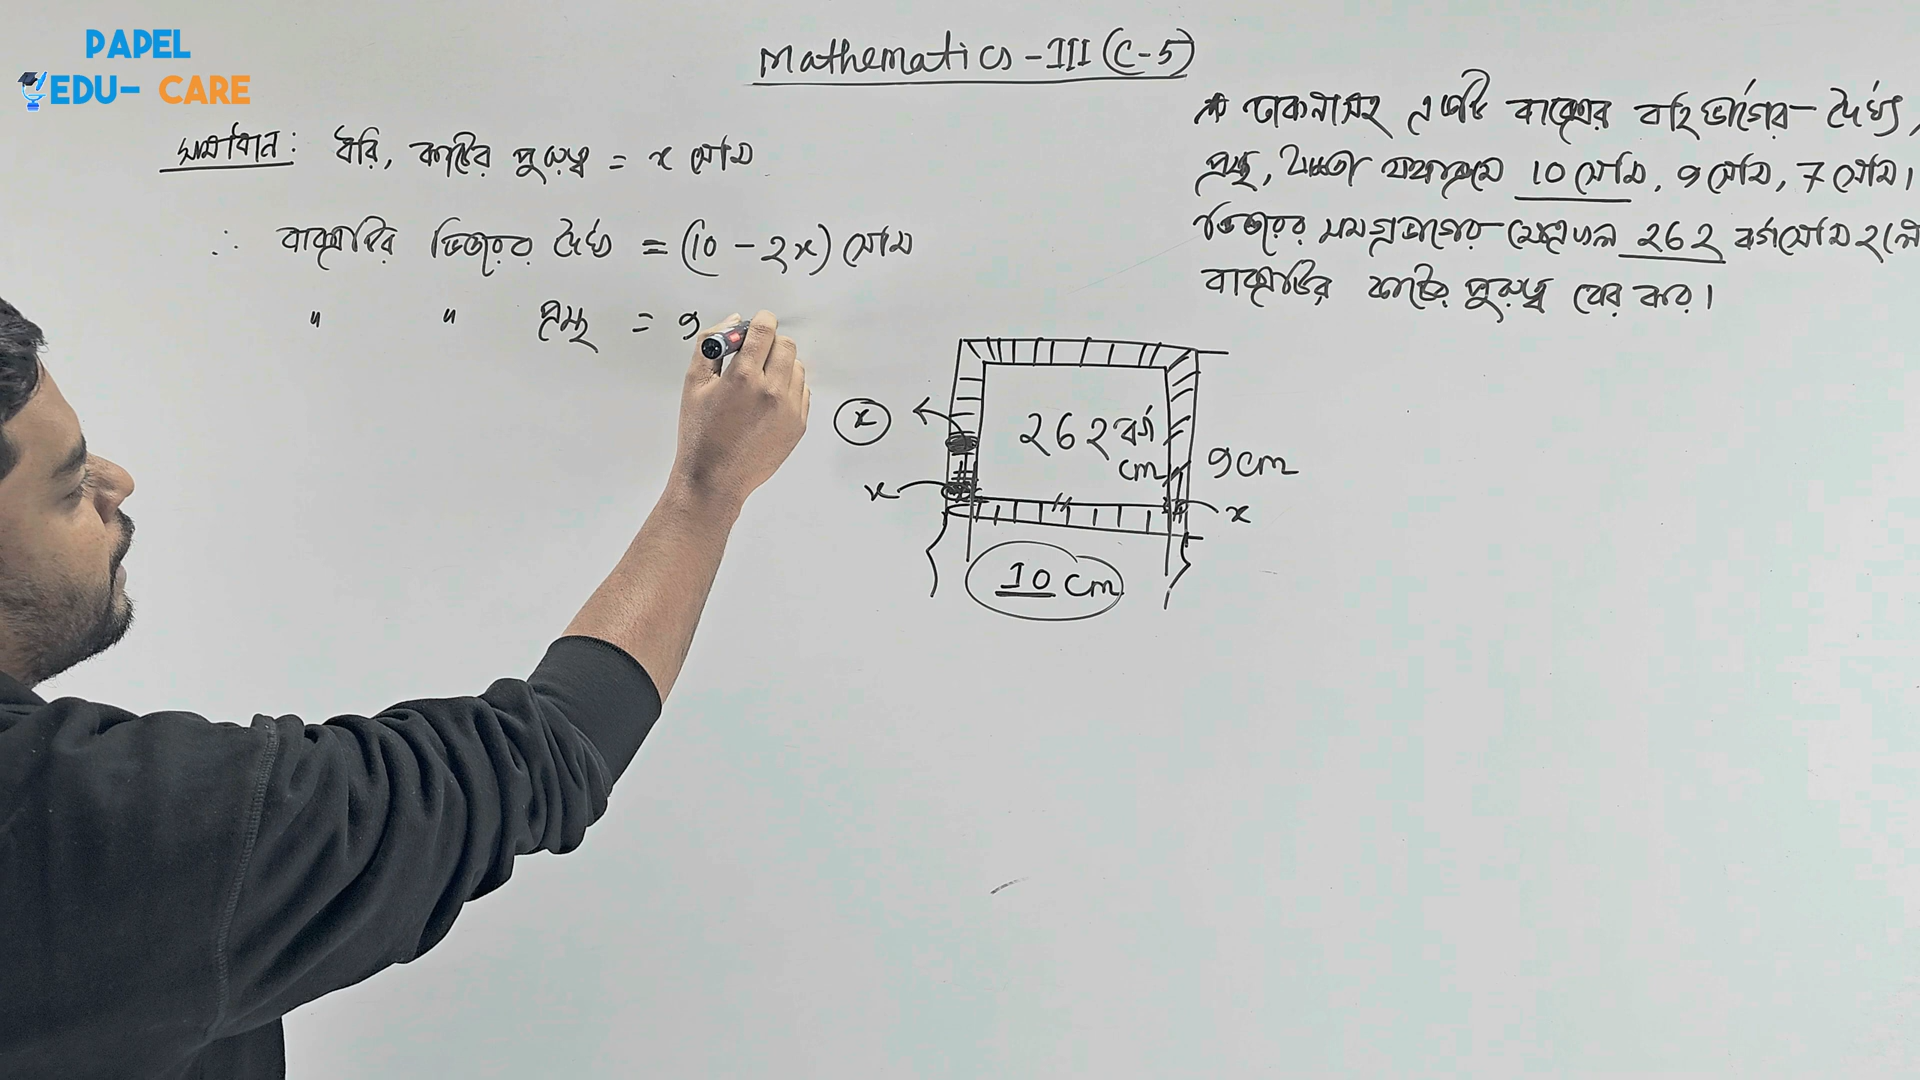 PAPEL
EDU- CARE
Mathematics - III (C-5)
* ঢাকনাসহ একটি বাক্সের বহির্ভাগের দৈর্ঘ্য,
প্রস্থ, উচ্চতা যথাক্রমে 10 সেমি, 9 সেমি, 7 সেমি।
ভিতরের সমগ্রভাগের ক্ষেত্রফল 262 বর্গসেমি হলে
বাক্সটির কাঠের পুরুত্ব বের কর।
সমাধান: ধরি, কাঠের পুরুত্ব = x সেমি
∴ বাক্সটির ভিতরের দৈর্ঘ্য = (10 - 2x) সেমি
" " প্রস্থ = 9
x
262 বর্গ
cm
9cm
x
x
10 cm